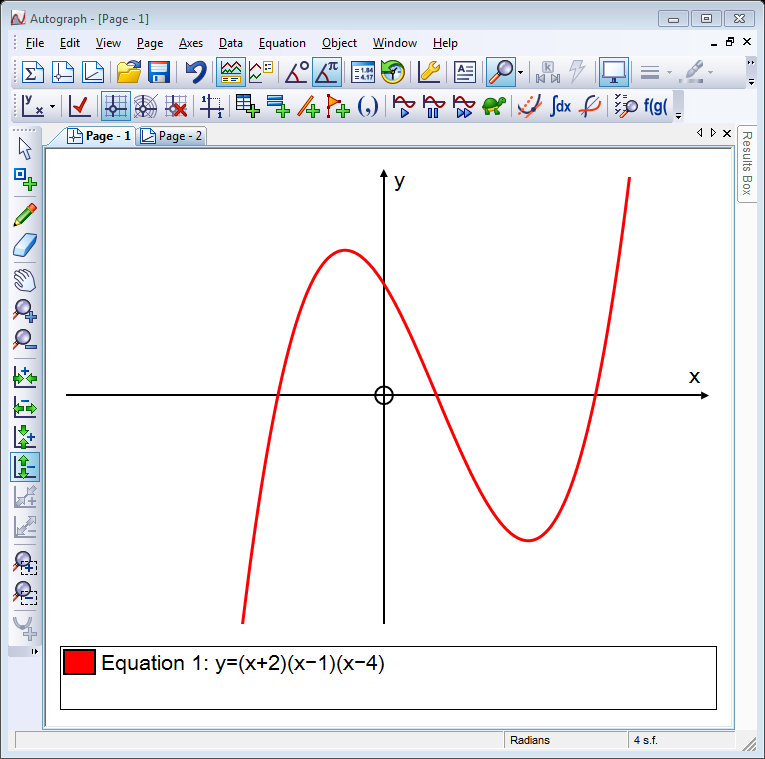 Autograph - [Page - 1]
File Edit View Page Axes Data Equation Object Window Help
Page - 1 Page - 2
Results Box
y
x
Equation 1: y=(x+2)(x−1)(x−4)
Radians 4 s.f.